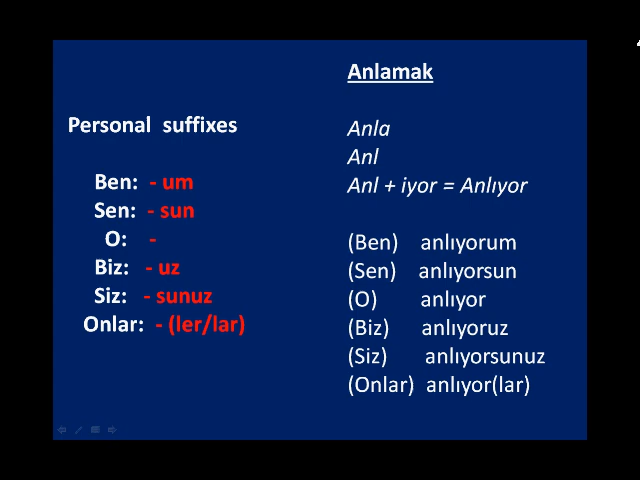 Personal suffixes
Ben: - um
Sen: - sun
O: -
Biz: - uz
Siz: - sunuz
Onlar: - (ler/lar)
Anlamak
Anla
Anl
Anl + iyor = Anlıyor
(Ben) anlıyorum
(Sen) anlıyorsun
(O) anlıyor
(Biz) anlıyoruz
(Siz) anlıyorsunuz
(Onlar) anlıyor(lar)